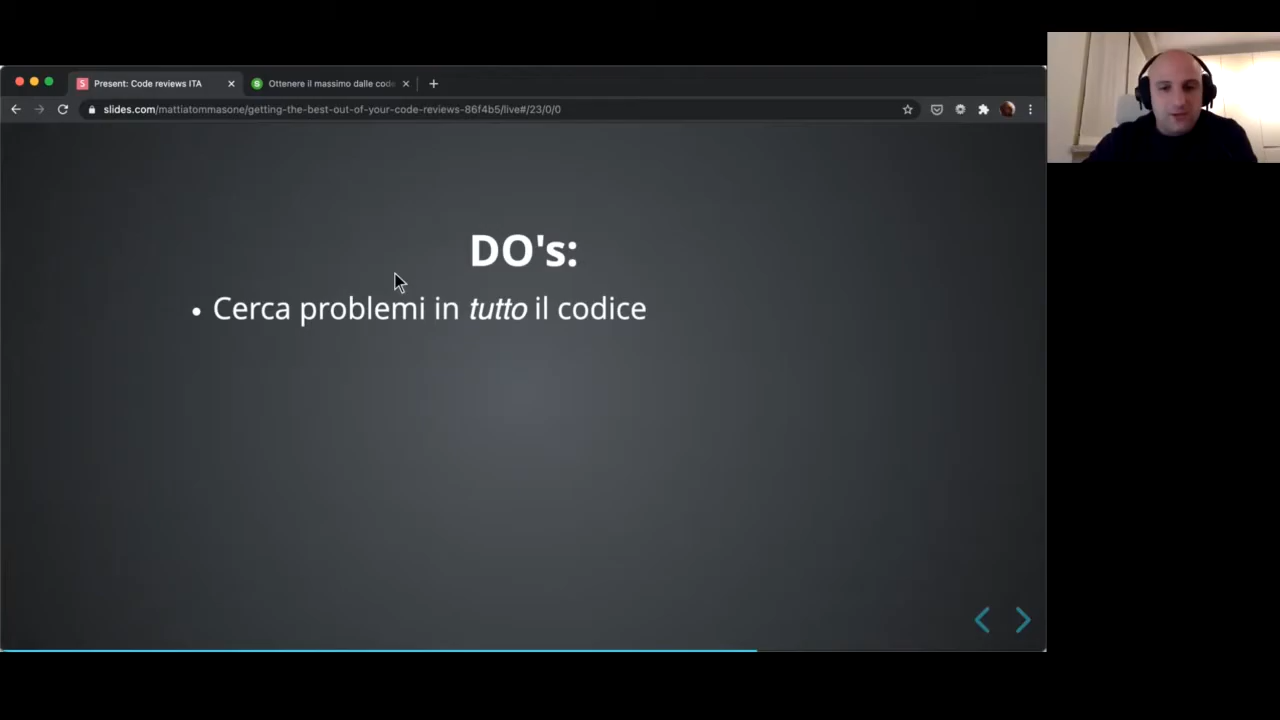 Present: Code reviews ITA
Ottenere il massimo dalle code
slides.com/mattiatommasone/getting-the-best-out-of-your-code-reviews-86f4b5/live#/23/0/0
DO's:
• Cerca problemi in tutto il codice